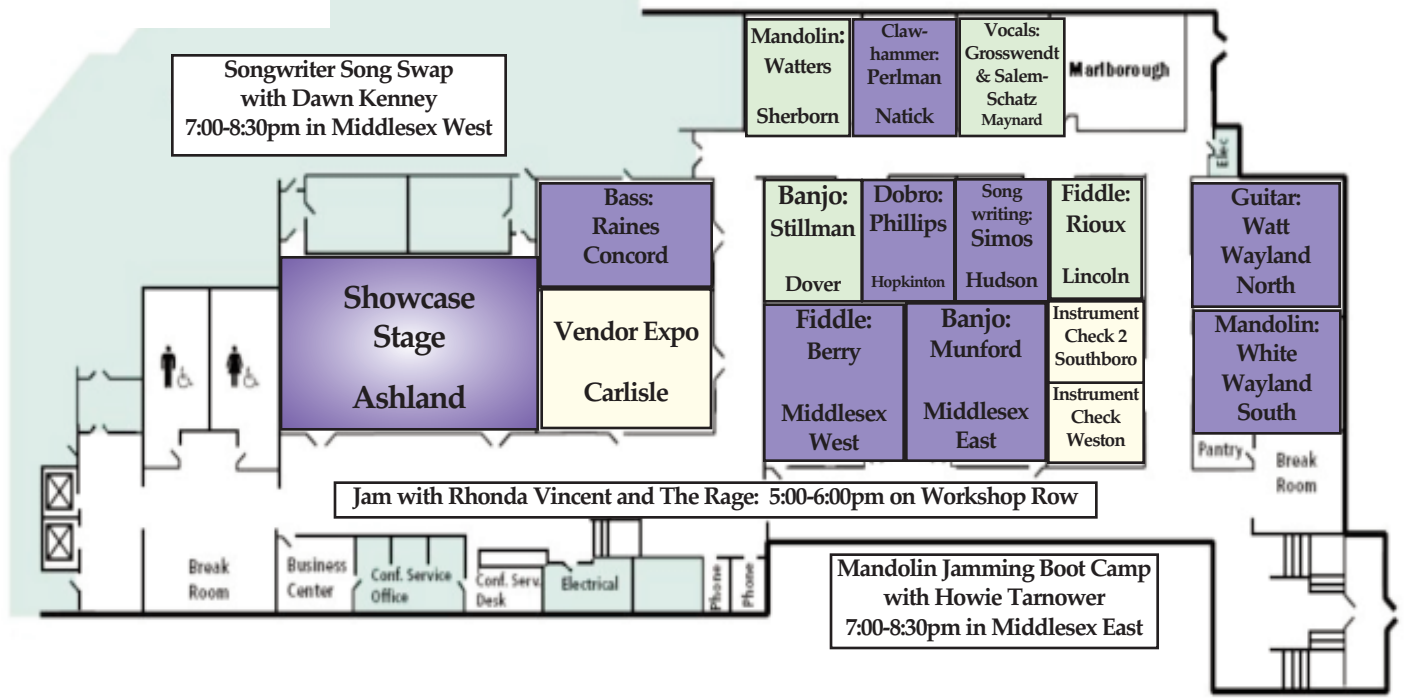 Songwriter Song Swap
with Dawn Kenney
7:00-8:30pm in Middlesex West
Mandolin:
Watters
Sherborn
Claw-
hammer:
Perlman
Natick
Vocals:
Grosswendt
& Salem-
Schatz
Maynard
Marlborough
Elec
Bass:
Raines
Concord
Showcase
Stage
Ashland
Vendor Expo
Carlisle
Banjo:
Stillman
Dover
Dobro:
Phillips
Hopkinton
Song
writing:
Simos
Hudson
Fiddle:
Rioux
Lincoln
Fiddle:
Berry
Middlesex
West
Banjo:
Munford
Middlesex
East
Instrument
Check 2
Southboro
Instrument
Check
Weston
Guitar:
Watt
Wayland
North
Mandolin:
White
Wayland
South
Pantry
Break
Room
Jam with Rhonda Vincent and The Rage:  5:00-6:00pm on Workshop Row
Break
Room
Business
Center
Conf. Service
Office
Conf. Serv.
Desk
Electrical
Phone
Phone
Mandolin Jamming Boot Camp
with Howie Tarnower
7:00-8:30pm in Middlesex East